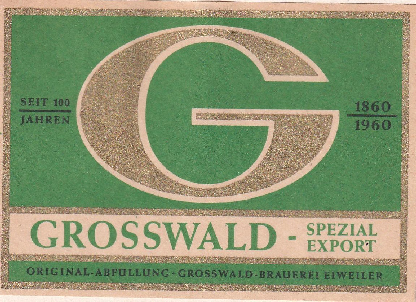 G
SEIT 100
JAHREN
1860
1960
GROSSWALD - SPEZIAL
EXPORT
ORIGINAL-ABFÜLLUNG · GROSSWALD-BRAUEREI EIWEILER